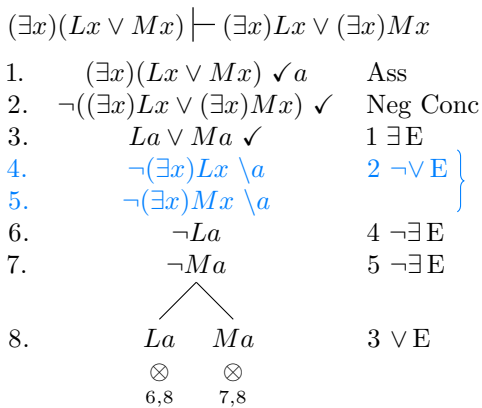 (∃x)(Lx ∨ Mx) ⊢ (∃x)Lx ∨ (∃x)Mx
1. (∃x)(Lx ∨ Mx) ✓a Ass
2. ¬((∃x)Lx ∨ (∃x)Mx) ✓ Neg Conc
3. La ∨ Ma ✓ 1 ∃E
4. ¬(∃x)Lx \a 2 ¬∨E
5. ¬(∃x)Mx \a
6. ¬La 4 ¬∃E
7. ¬Ma 5 ¬∃E
8. La Ma 3 ∨E
⊗ ⊗
6,8 7,8